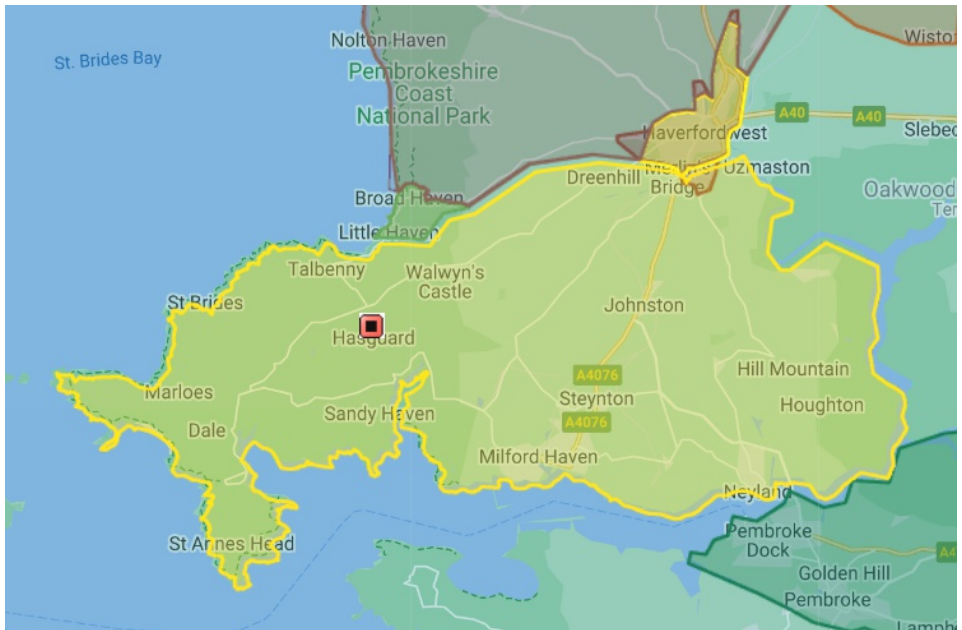 Nolton Haven
Wisto
St. Brides Bay
Pembrokeshire
Coast
National Park
A40
A40
Haverfordwest
Slebec
Uzmaston
Dreenhill
Bridge
Oakwood
Broad Haven
Little Haven
Talbenny
Walwyn's
Castle
St Brides
Johnston
Hasguard
Hill Mountain
A4076
Marloes
Steynton
Houghton
Sandy Haven
A4076
Dale
Milford Haven
Neyland
St Annes Head
Pembroke
Dock
A4
Golden Hill
Pembroke